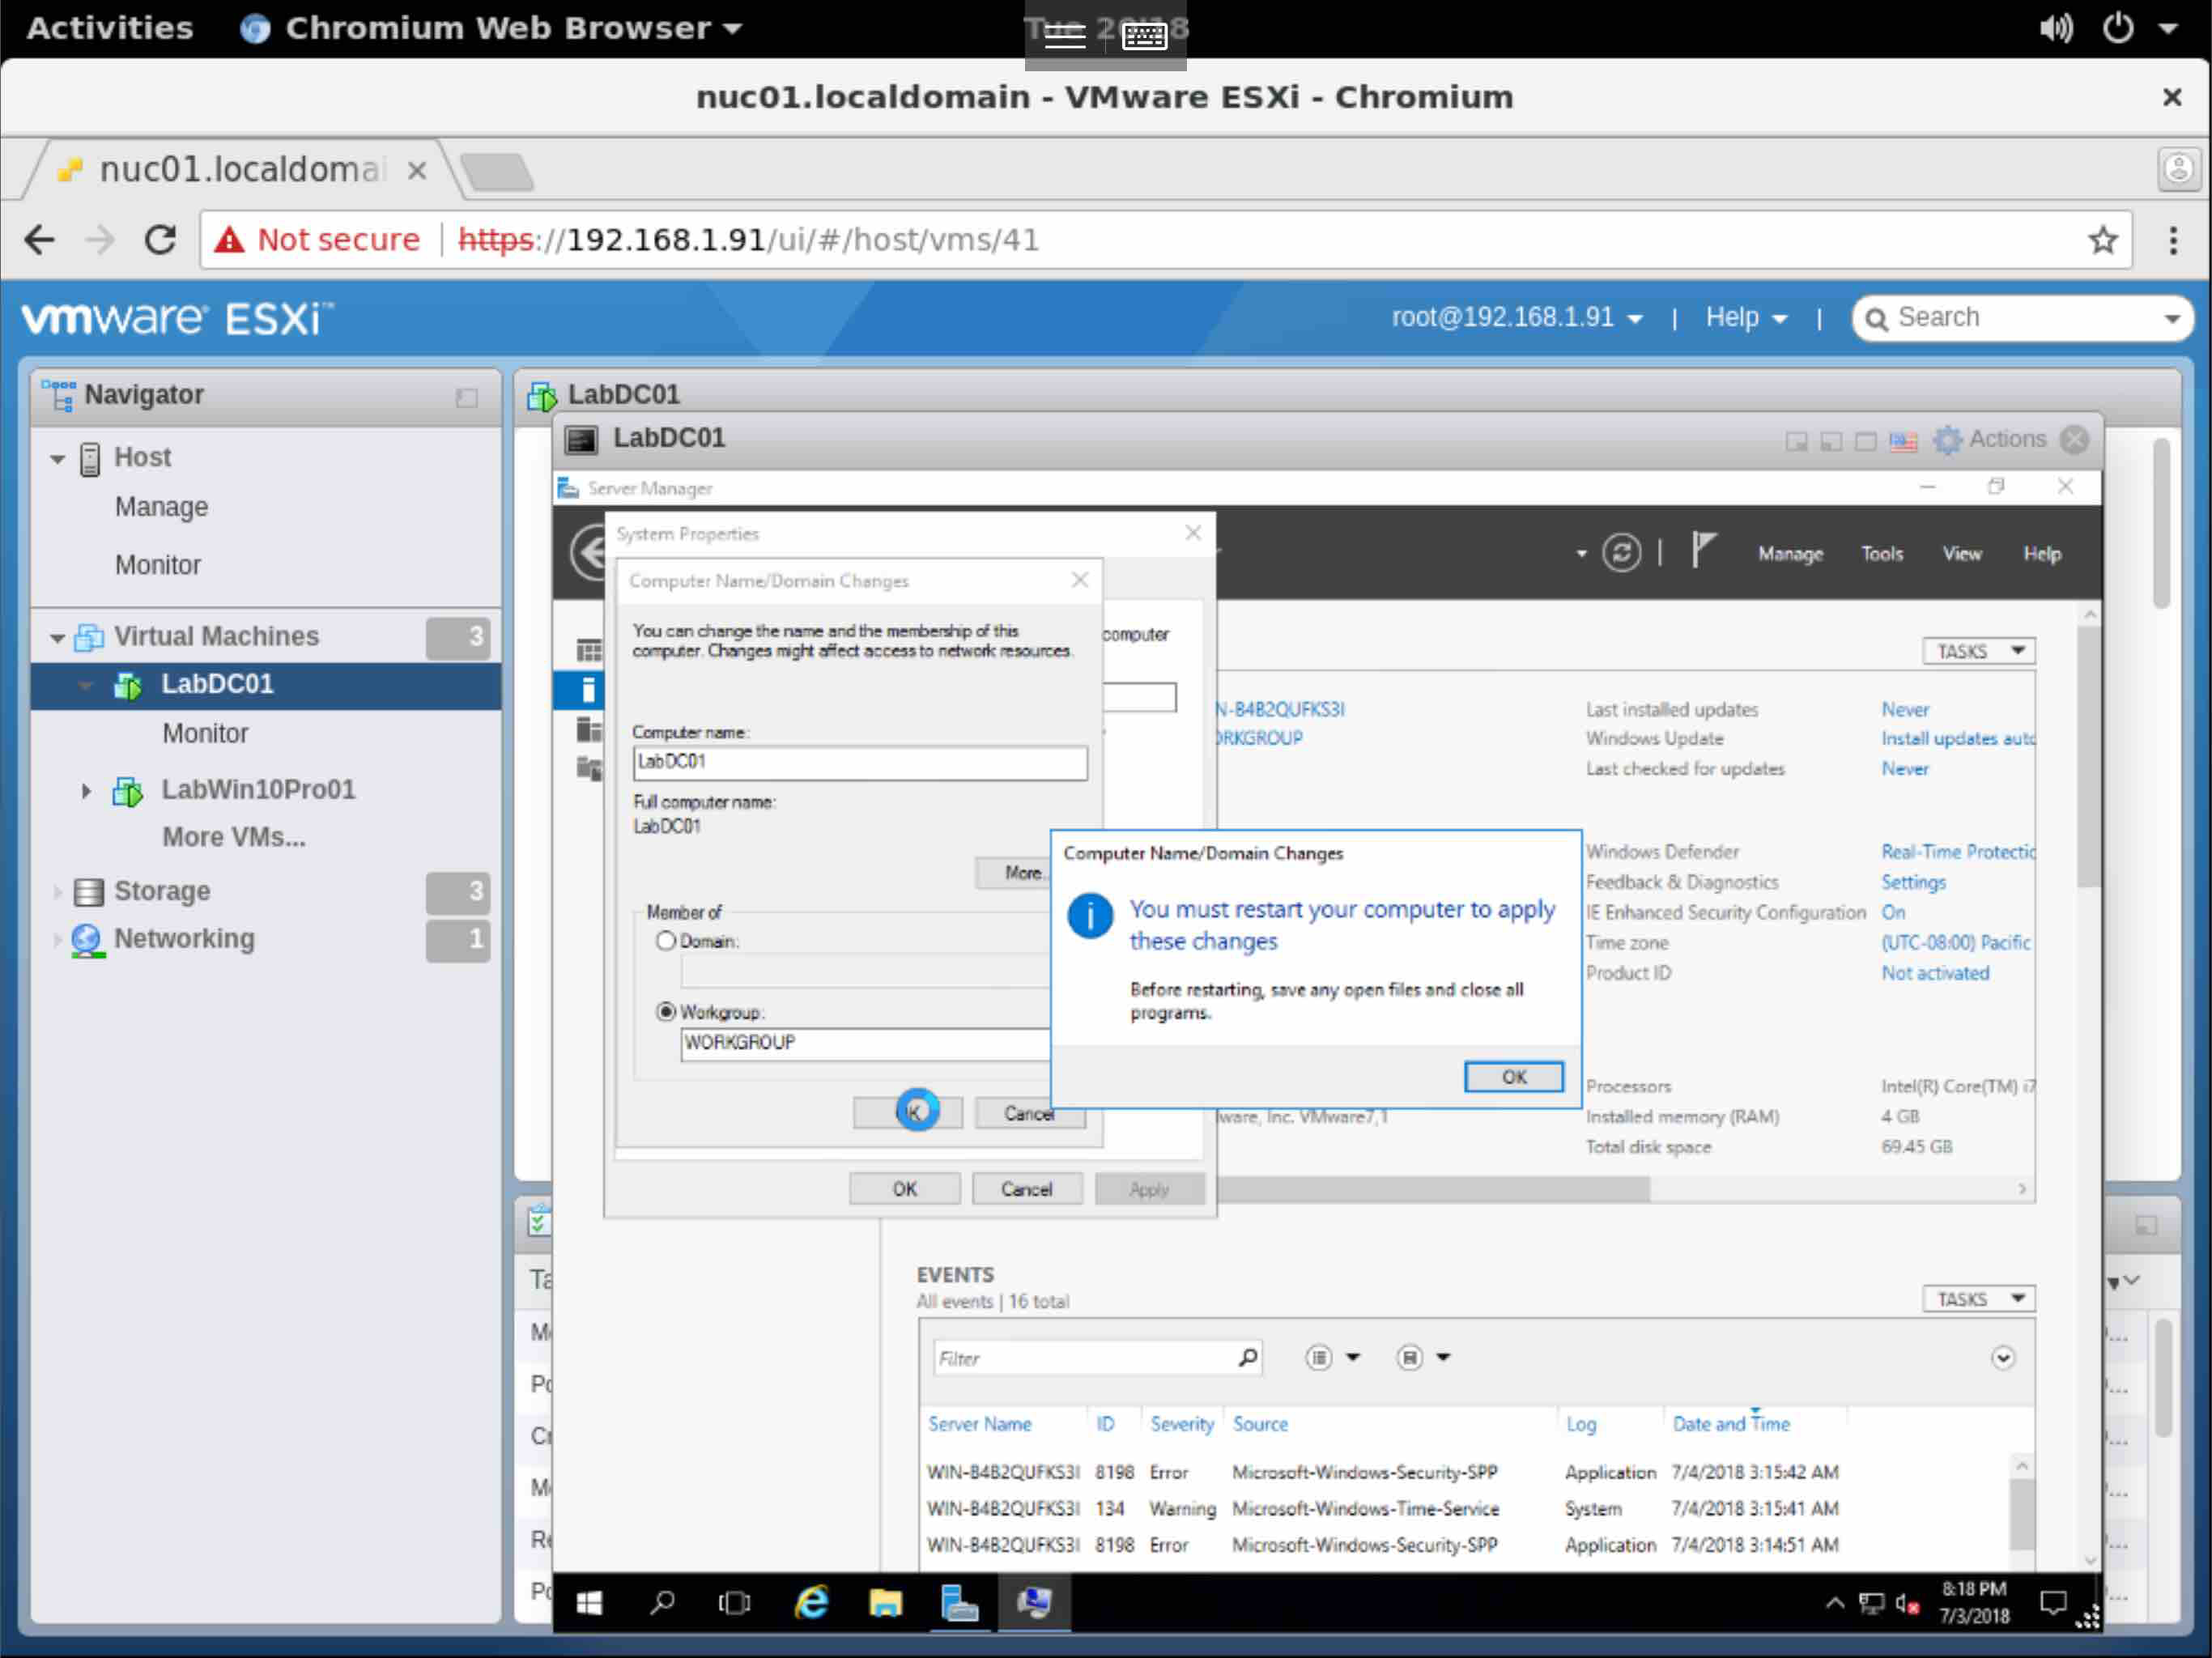 Activities
Chromium Web Browser
nuc01.localdomain - VMware ESXi - Chromium
nuc01.localdomai
Not secure
https://192.168.1.91/ui/#/host/vms/41
vmware ESXi™
root@192.168.1.91
Help
Search
Navigator
Host
Manage
Monitor
Virtual Machines 3
LabDC01
Monitor
LabWin10Pro01
More VMs...
Storage 3
Networking 1
LabDC01
LabDC01
Actions
Server Manager
Manage Tools View Help
System Properties
computer
Computer Name/Domain Changes
You can change the name and the membership of this
computer. Changes might affect access to network resources.
Computer name:
LabDC01
Full computer name:
LabDC01
More..
Member of
Domain:
Workgroup:
WORKGROUP
Cancel
OK Cancel Apply
Computer Name/Domain Changes
You must restart your computer to apply
these changes
Before restarting, save any open files and close all
programs.
OK
TASKS
N-B4B2QUFKS3I
ORKGROUP
Last installed updates Never
Windows Update Install updates auto
Last checked for updates Never
Windows Defender Real-Time Protectio
Feedback & Diagnostics Settings
IE Enhanced Security Configuration On
Time zone (UTC-08:00) Pacific
Product ID Not activated
Processors Intel(R) Core(TM) i7
ware, Inc. VMware7,1
Installed memory (RAM) 4 GB
Total disk space 69.45 GB
EVENTS
All events | 16 total
TASKS
Filter
Server Name ID Severity Source Log Date and Time
WIN-B4B2QUFKS3I 8198 Error Microsoft-Windows-Security-SPP Application 7/4/2018 3:15:42 AM
WIN-B4B2QUFKS3I 134 Warning Microsoft-Windows-Time-Service System 7/4/2018 3:15:41 AM
WIN-B4B2QUFKS3I 8198 Error Microsoft-Windows-Security-SPP Application 7/4/2018 3:14:51 AM
8:18 PM
7/3/2018